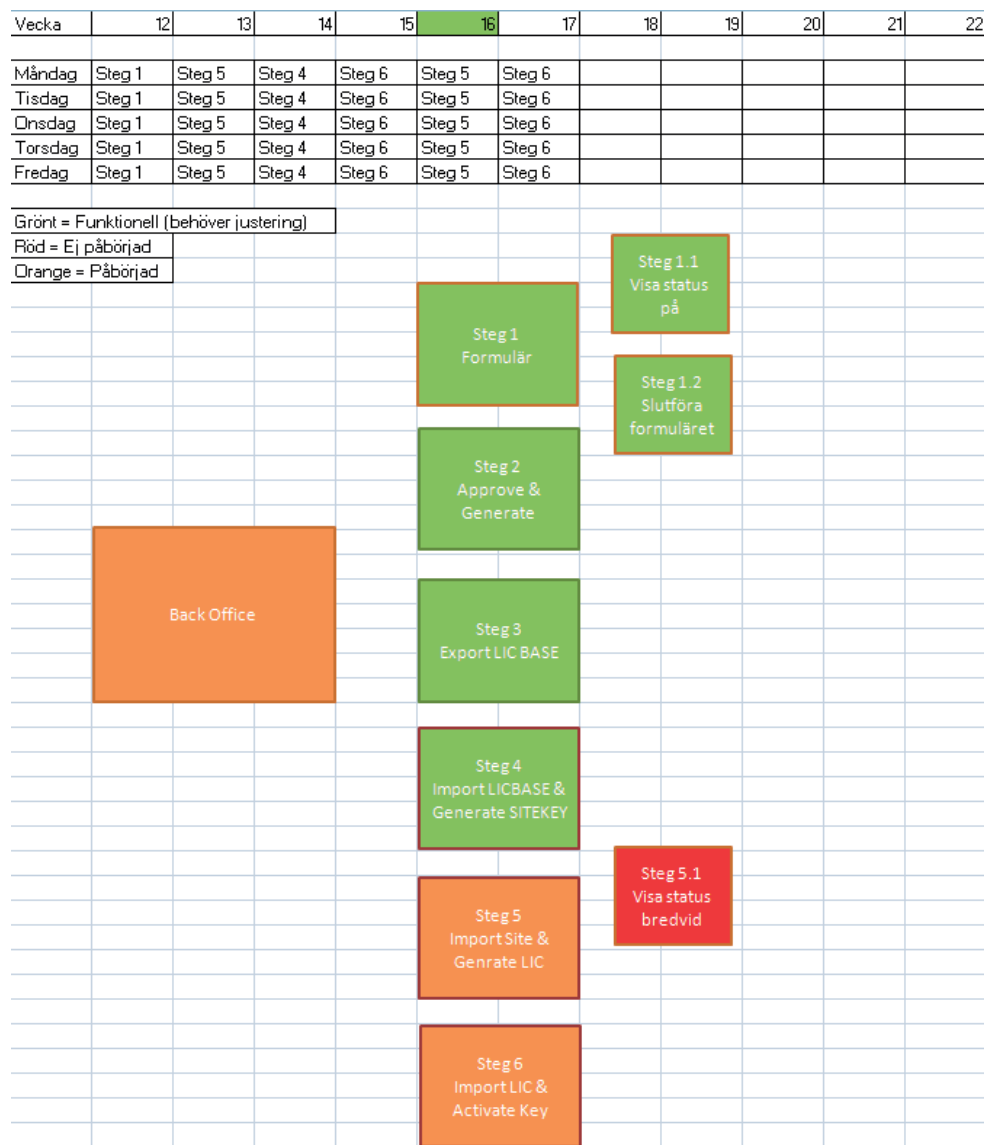 Vecka 12 13 14 15 16 17 18 19 20 21 22
Måndag Steg 1 Steg 5 Steg 4 Steg 6 Steg 5 Steg 6
Tisdag Steg 1 Steg 5 Steg 4 Steg 6 Steg 5 Steg 6
Onsdag Steg 1 Steg 5 Steg 4 Steg 6 Steg 5 Steg 6
Torsdag Steg 1 Steg 5 Steg 4 Steg 6 Steg 5 Steg 6
Fredag Steg 1 Steg 5 Steg 4 Steg 6 Steg 5 Steg 6
Grönt = Funktionell (behöver justering)
Röd = Ej påbörjad
Orange = Påbörjad
Steg 1.1
Visa status
på
Steg 1
Formulär
Steg 1.2
Slutföra
formuläret
Steg 2
Approve &
Generate
Back Office
Steg 3
Export LIC BASE
Steg 4
Import LICBASE &
Generate SITEKEY
Steg 5.1
Visa status
bredvid
Steg 5
Import Site &
Genrate LIC
Steg 6
Import LIC &
Activate Key